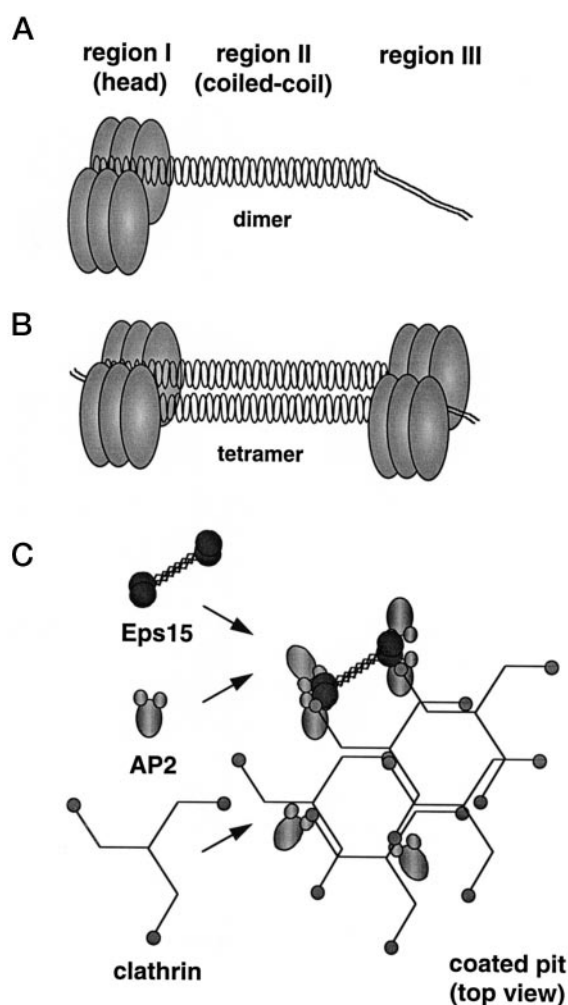 A
region I
(head)
region II
(coiled-coil)
region III
dimer
B
tetramer
C
Eps15
AP2
clathrin
coated pit
(top view)